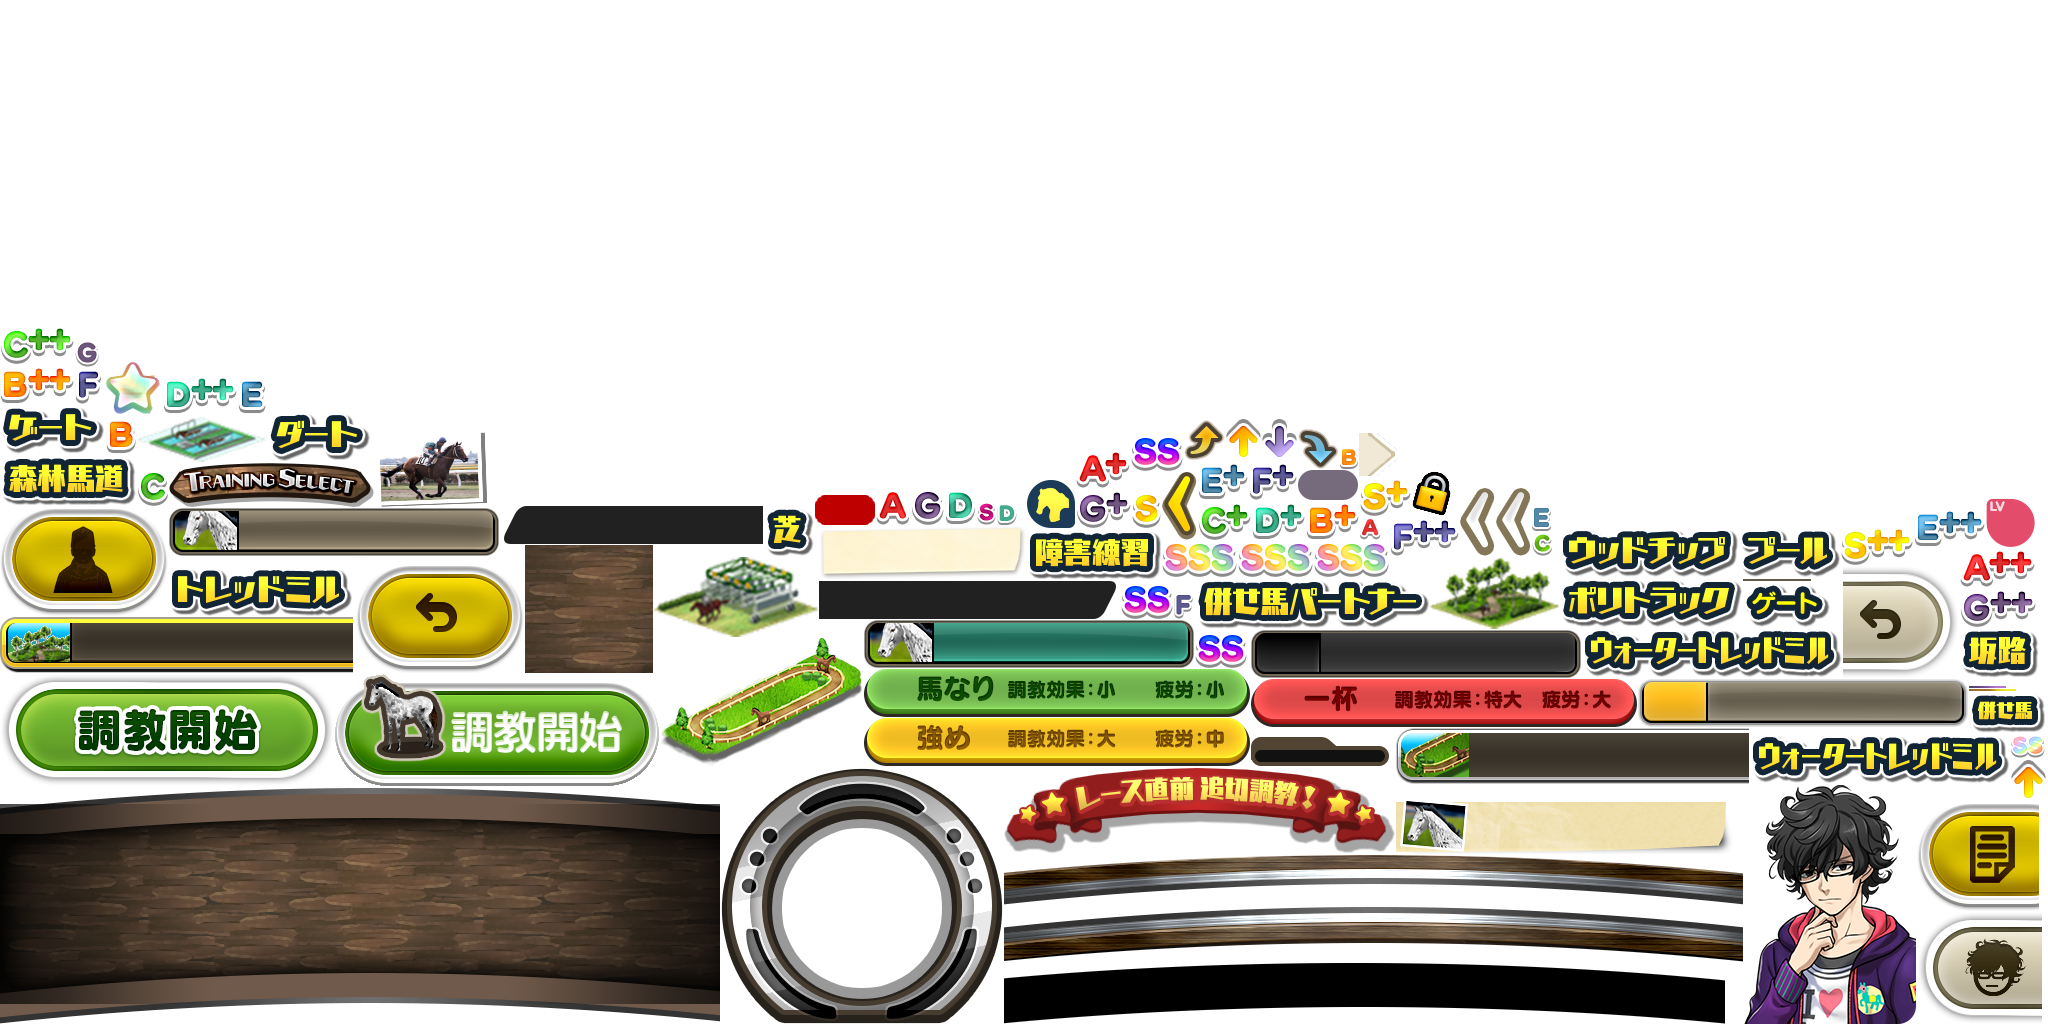 C++
G
B++
F
D++
E
ゲート
B
ダート
森林馬道
C
TRAINING SELECT
トレッドミル
芝
A
G
D
S
D
A+
SS
G+
S
E+
F+
B
S+
C+
D+
B+
A
F++
E
C
障害練習
SSS
SSS
SSS
SS
F
併せ馬パートナー
ウッドチップ
プール
ポリトラック
ゲート
S++
E++
LV
A++
G++
坂路
SS
ウォータートレッドミル
馬なり 調教効果:小 疲労:小
一杯 調教効果:特大 疲労:大
強め 調教効果:大 疲労:中
併せ馬
調教開始
調教開始
ウォータートレッドミル
SS
レース直前 追切調教!
I